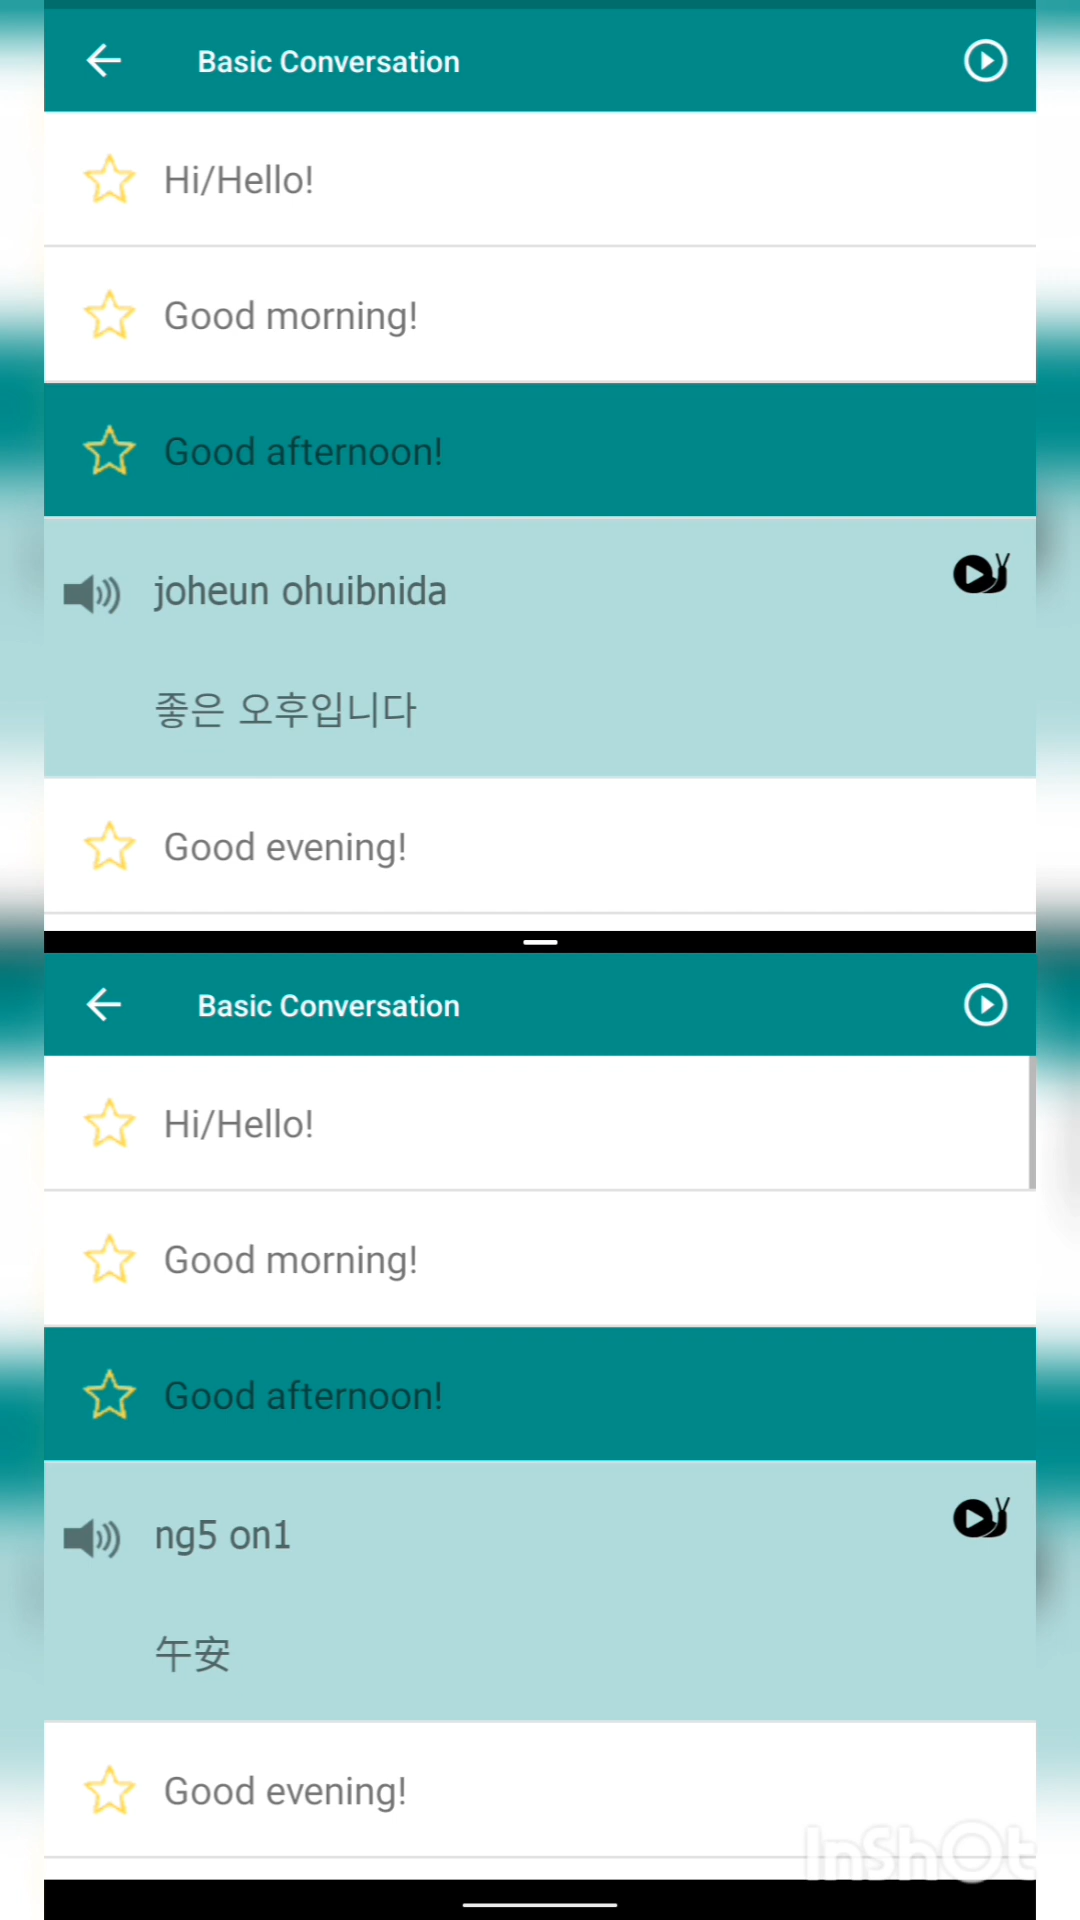 Basic Conversation
Hi/Hello!
Good morning!
Good afternoon!
joheun ohuibnida
좋은 오후입니다
Good evening!
Basic Conversation
Hi/Hello!
Good morning!
Good afternoon!
ng5 on1
午安
Good evening!
InShOt